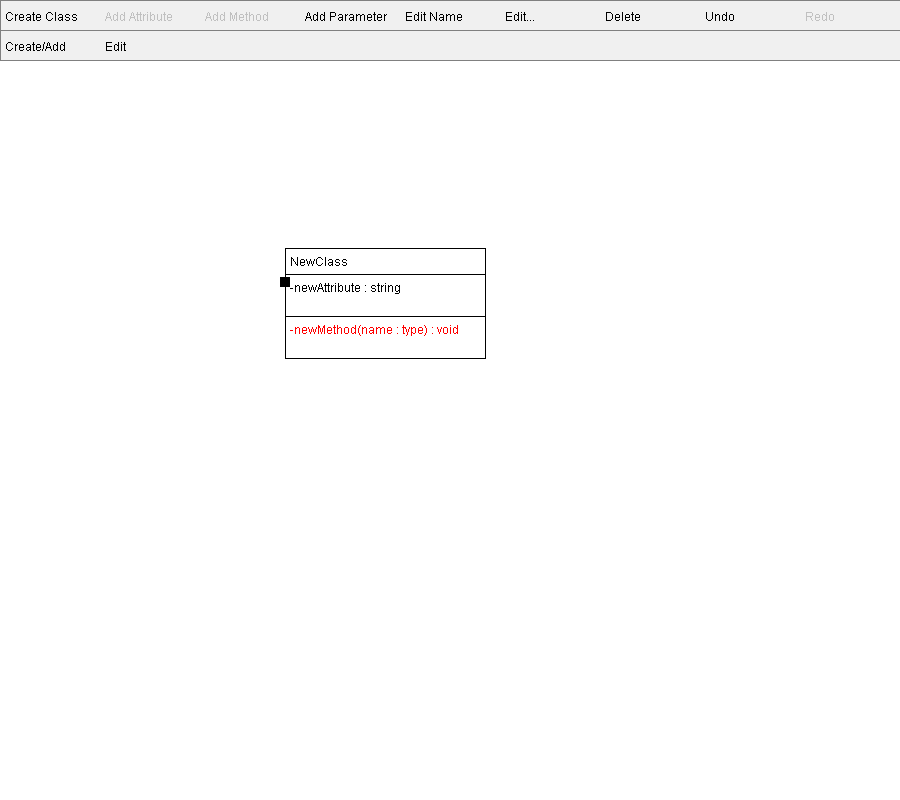 Create Class Add Attribute Add Method Add Parameter Edit Name Edit... Delete Undo Redo
Create/Add Edit
NewClass
-newAttribute : string
-newMethod(name : type) : void